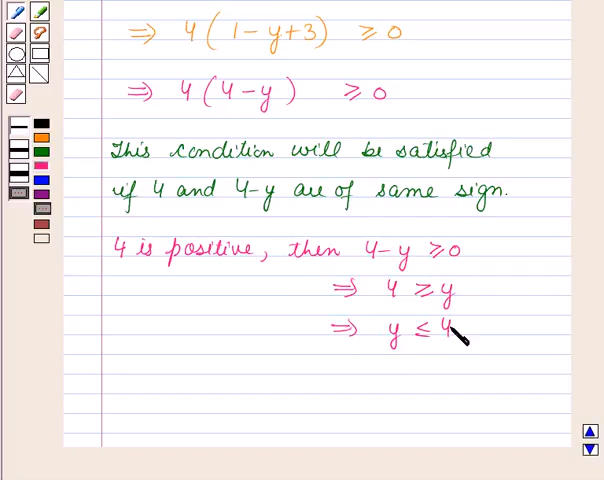 ⇒ 4 ( 1 - y + 3 ) ≥ 0
⇒ 4 ( 4 - y ) ≥ 0
This condition will be satisfied
if 4 and 4-y are of same sign.
4 is positive, then 4 - y ≥ 0
⇒ 4 ≥ y
⇒ y ≤ 4